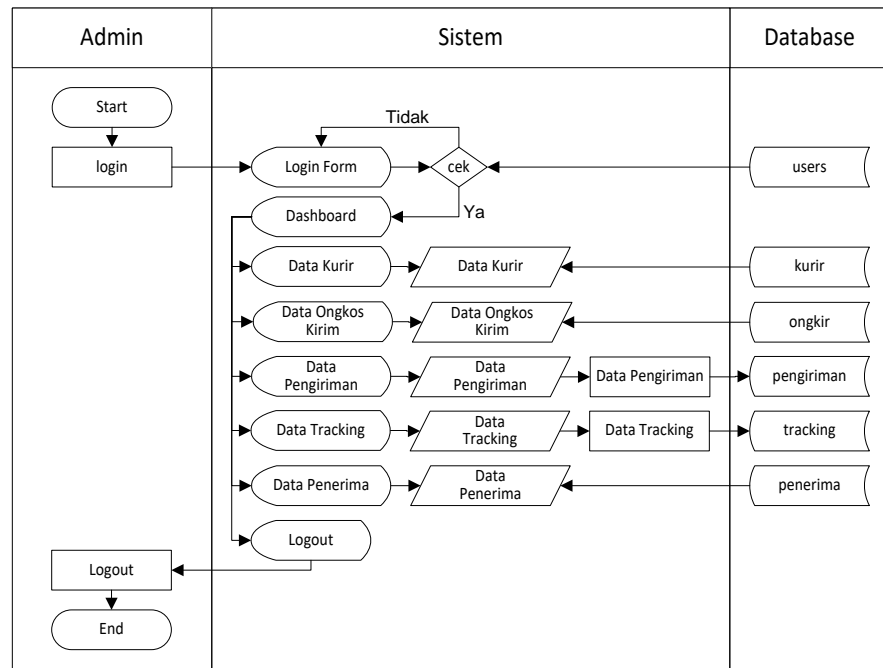 Admin
Sistem
Database
Start
Tidak
login
Login Form
cek
users
Dashboard
Ya
Data Kurir
Data Kurir
kurir
Data Ongkos
Kirim
Data Ongkos
Kirim
ongkir
Data
Pengiriman
Data
Pengiriman
Data Pengiriman
pengiriman
Data Tracking
Data
Tracking
Data Tracking
tracking
Data Penerima
Data
Penerima
penerima
Logout
Logout
End